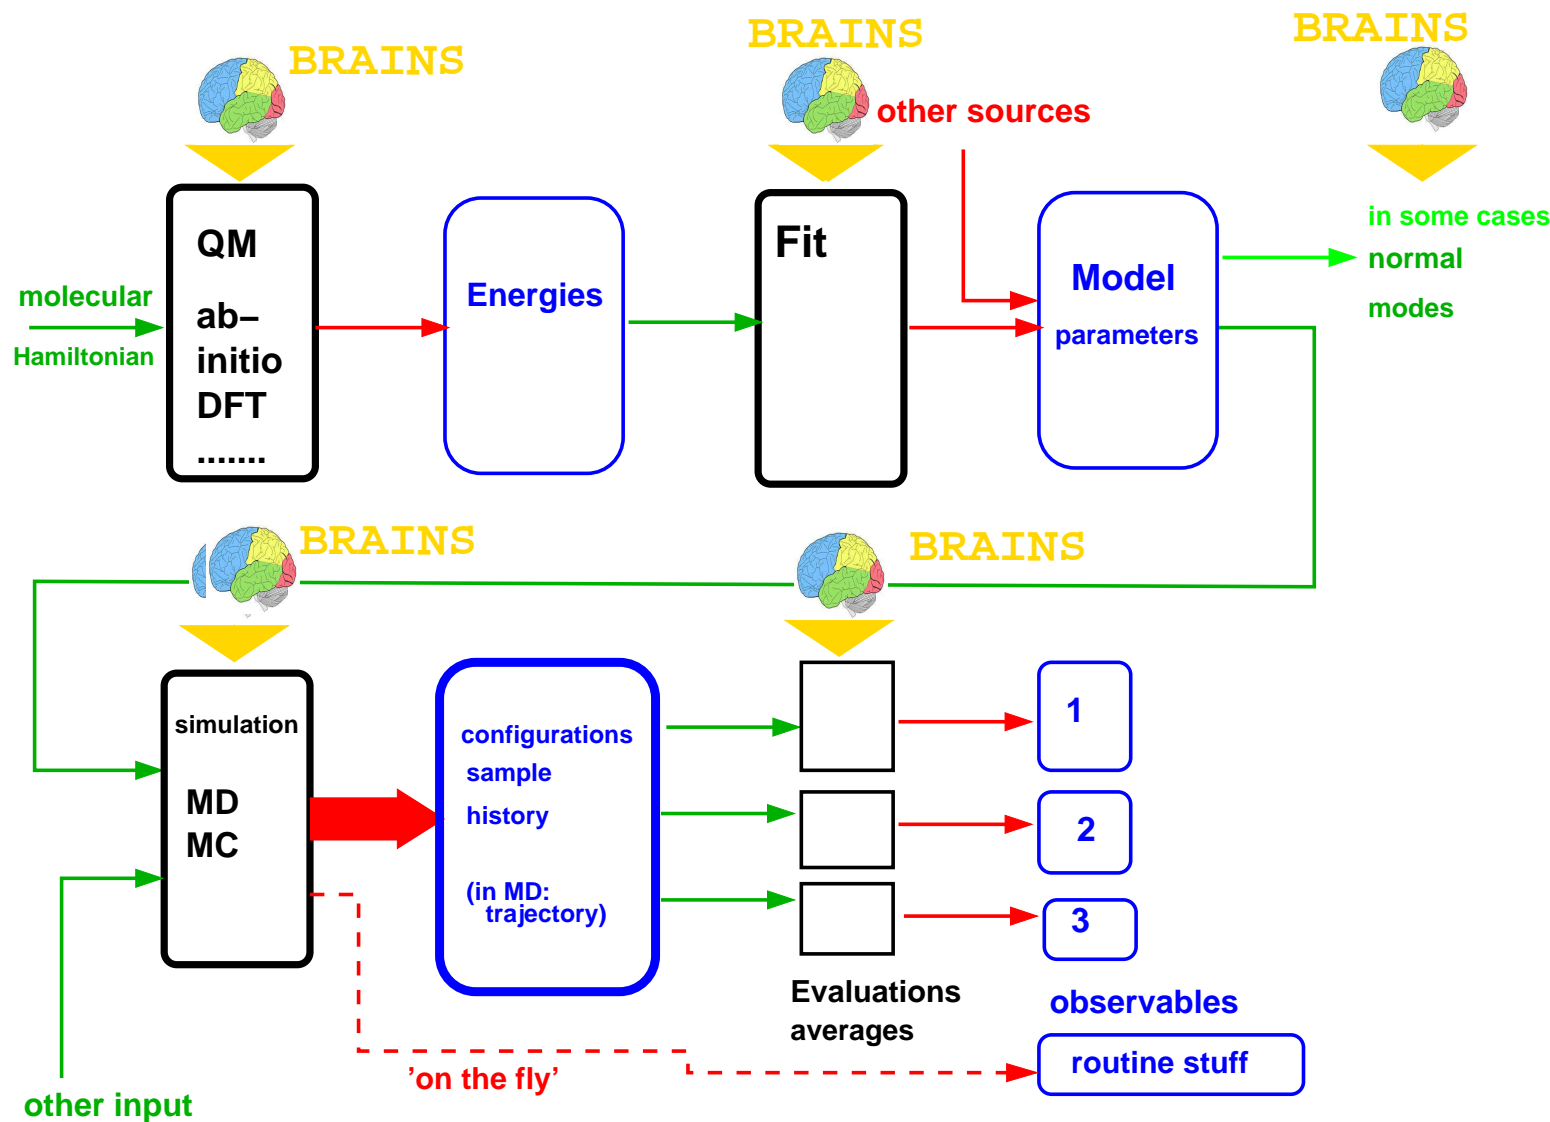 BRAINS
BRAINS
BRAINS
other sources
in some cases
normal
modes
molecular
Hamiltonian
QM
ab–
initio
DFT
.......
Energies
Fit
Model
parameters
BRAINS
BRAINS
simulation
MD
MC
configurations
sample
history
(in MD:
trajectory)
1
2
3
Evaluations
averages
observables
routine stuff
’on the fly’
other input